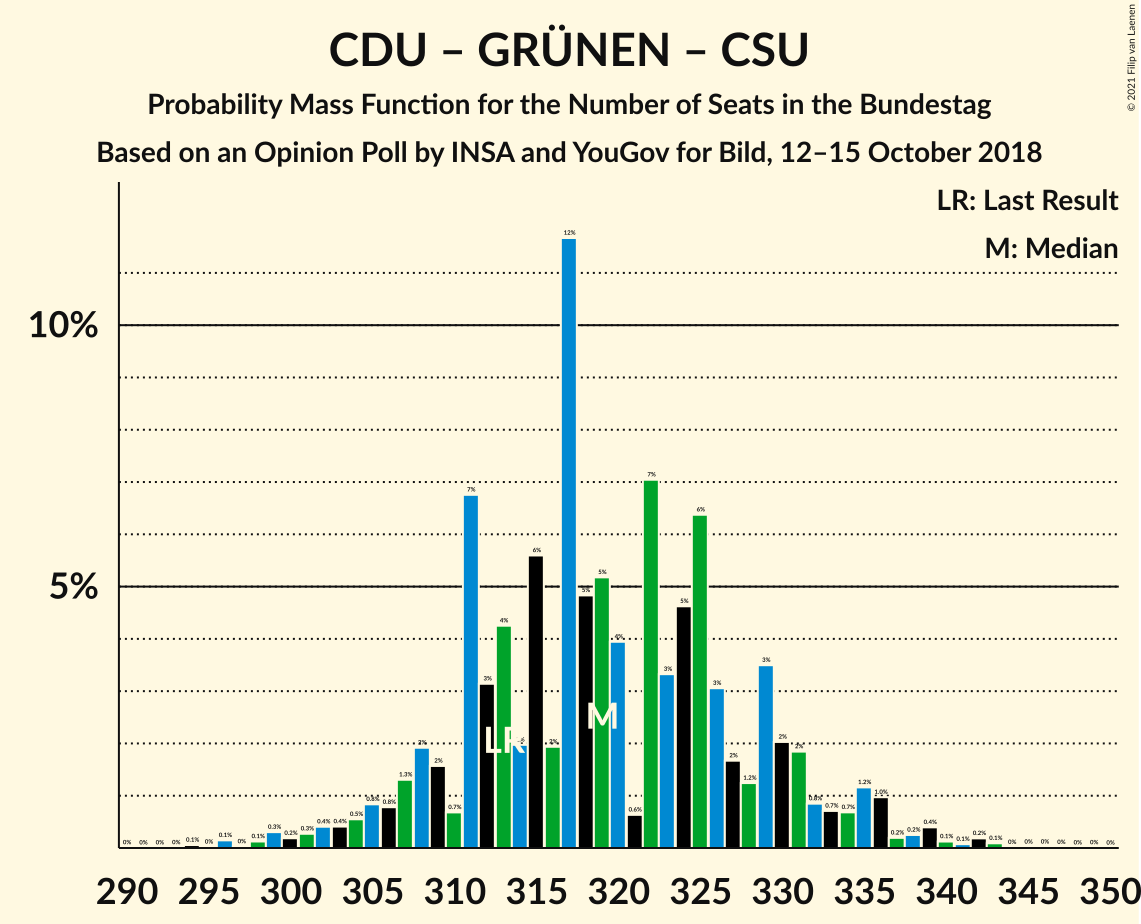 © 2021 Filip van Laenen
CDU – GRÜNEN – CSU
Probability Mass Function for the Number of Seats in the Bundestag
Based on an Opinion Poll by INSA and YouGov for Bild, 12–15 October 2018
LR: Last Result
M: Median
10%
5%
0% 0% 0% 0% 0.1% 0% 0.1% 0% 0.1% 0.3% 0.2% 0.3% 0.4% 0.4% 0.5% 0.8% 0.8% 1.3% 2% 2% 0.7% 7% 3% 4% 2% 6% 2% 12% 5% 5% 4% 0.6% 7% 3% 5% 6% 3% 2% 1.2% 3% 2% 2% 0.8% 0.7% 0.7% 1.2% 1.0% 0.2% 0.2% 0.4% 0.1% 0.1% 0.2% 0.1% 0% 0% 0% 0% 0% 0% 0%
LR
M
290 295 300 305 310 315 320 325 330 335 340 345 350